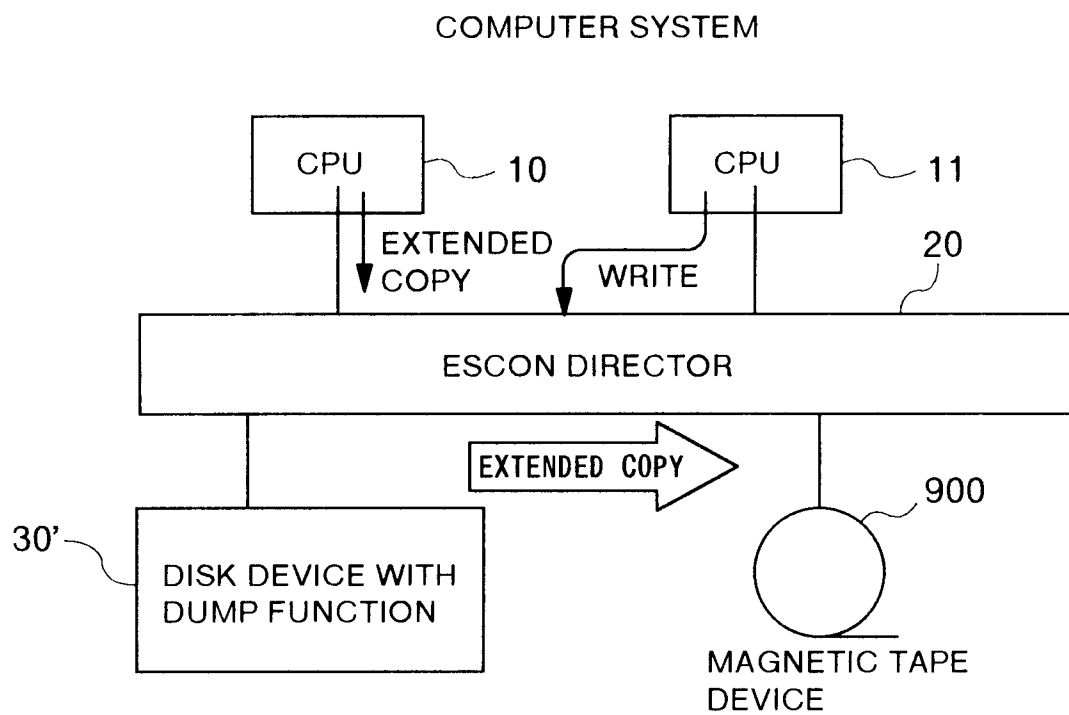 COMPUTER SYSTEM
CPU
10
CPU
11
EXTENDED
COPY
WRITE
20
ESCON DIRECTOR
EXTENDED COPY
900
30’
DISK DEVICE WITH
DUMP FUNCTION
MAGNETIC TAPE
DEVICE